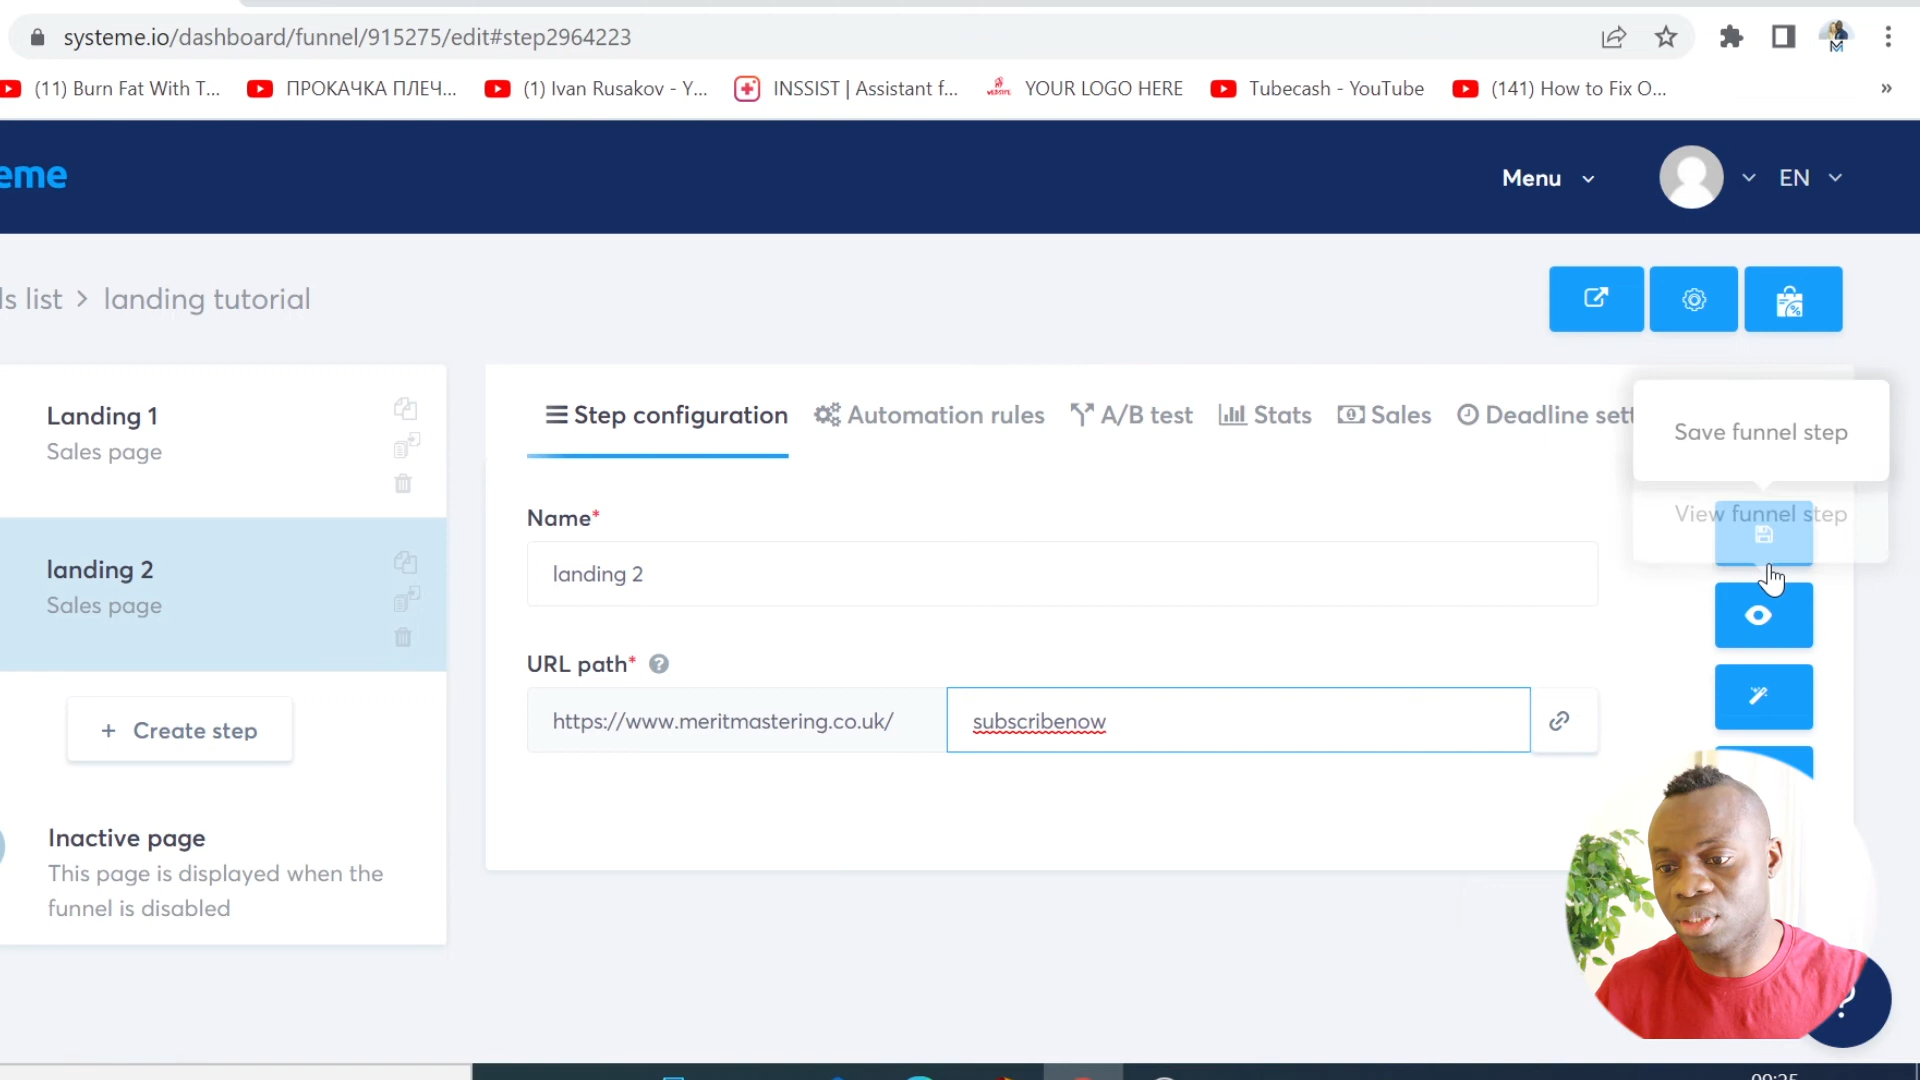 systeme.io/dashboard/funnel/915275/edit#step2964223
(11) Burn Fat With T...
ПРОКАЧКА ПЛЕЧ...
(1) Ivan Rusakov - Y...
INSSIST | Assistant f...
YOUR LOGO HERE
Tubecash - YouTube
(141) How to Fix O...
»
eme
Menu
EN
ls list > landing tutorial
Landing 1
Sales page
landing 2
Sales page
+ Create step
Inactive page
This page is displayed when the
funnel is disabled
Step configuration
Automation rules
A/B test
Stats
Sales
Deadline sett
Save funnel step
View funnel step
Name*
landing 2
URL path* ?
https://www.meritmastering.co.uk/
subscribenow
?